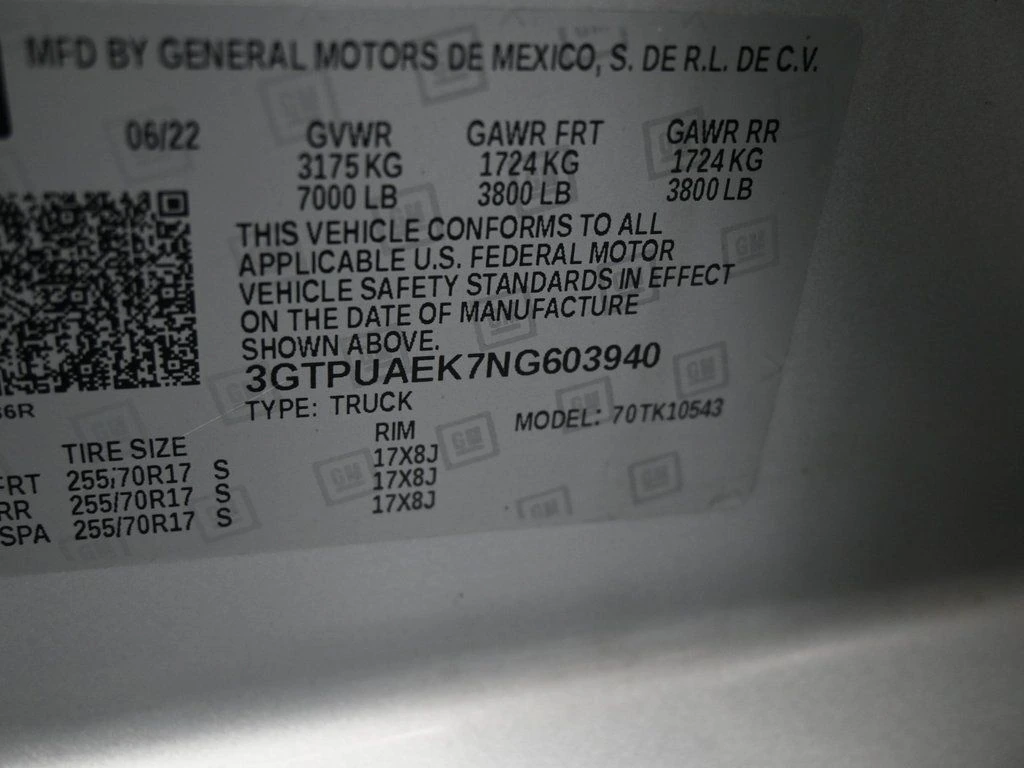 MFD BY GENERAL MOTORS DE MEXICO, S. DE R.L. DE C.V.
06/22 GVWR GAWR FRT GAWR RR
3175 KG 1724 KG 1724 KG
7000 LB 3800 LB 3800 LB
THIS VEHICLE CONFORMS TO ALL
APPLICABLE U.S. FEDERAL MOTOR
VEHICLE SAFETY STANDARDS IN EFFECT
ON THE DATE OF MANUFACTURE
SHOWN ABOVE.
3GTPUAEK7NG603940
6R TYPE: TRUCK MODEL: 70TK10543
TIRE SIZE RIM
FRT 255/70R17 S 17X8J
RR 255/70R17 S 17X8J
SPA 255/70R17 S 17X8J